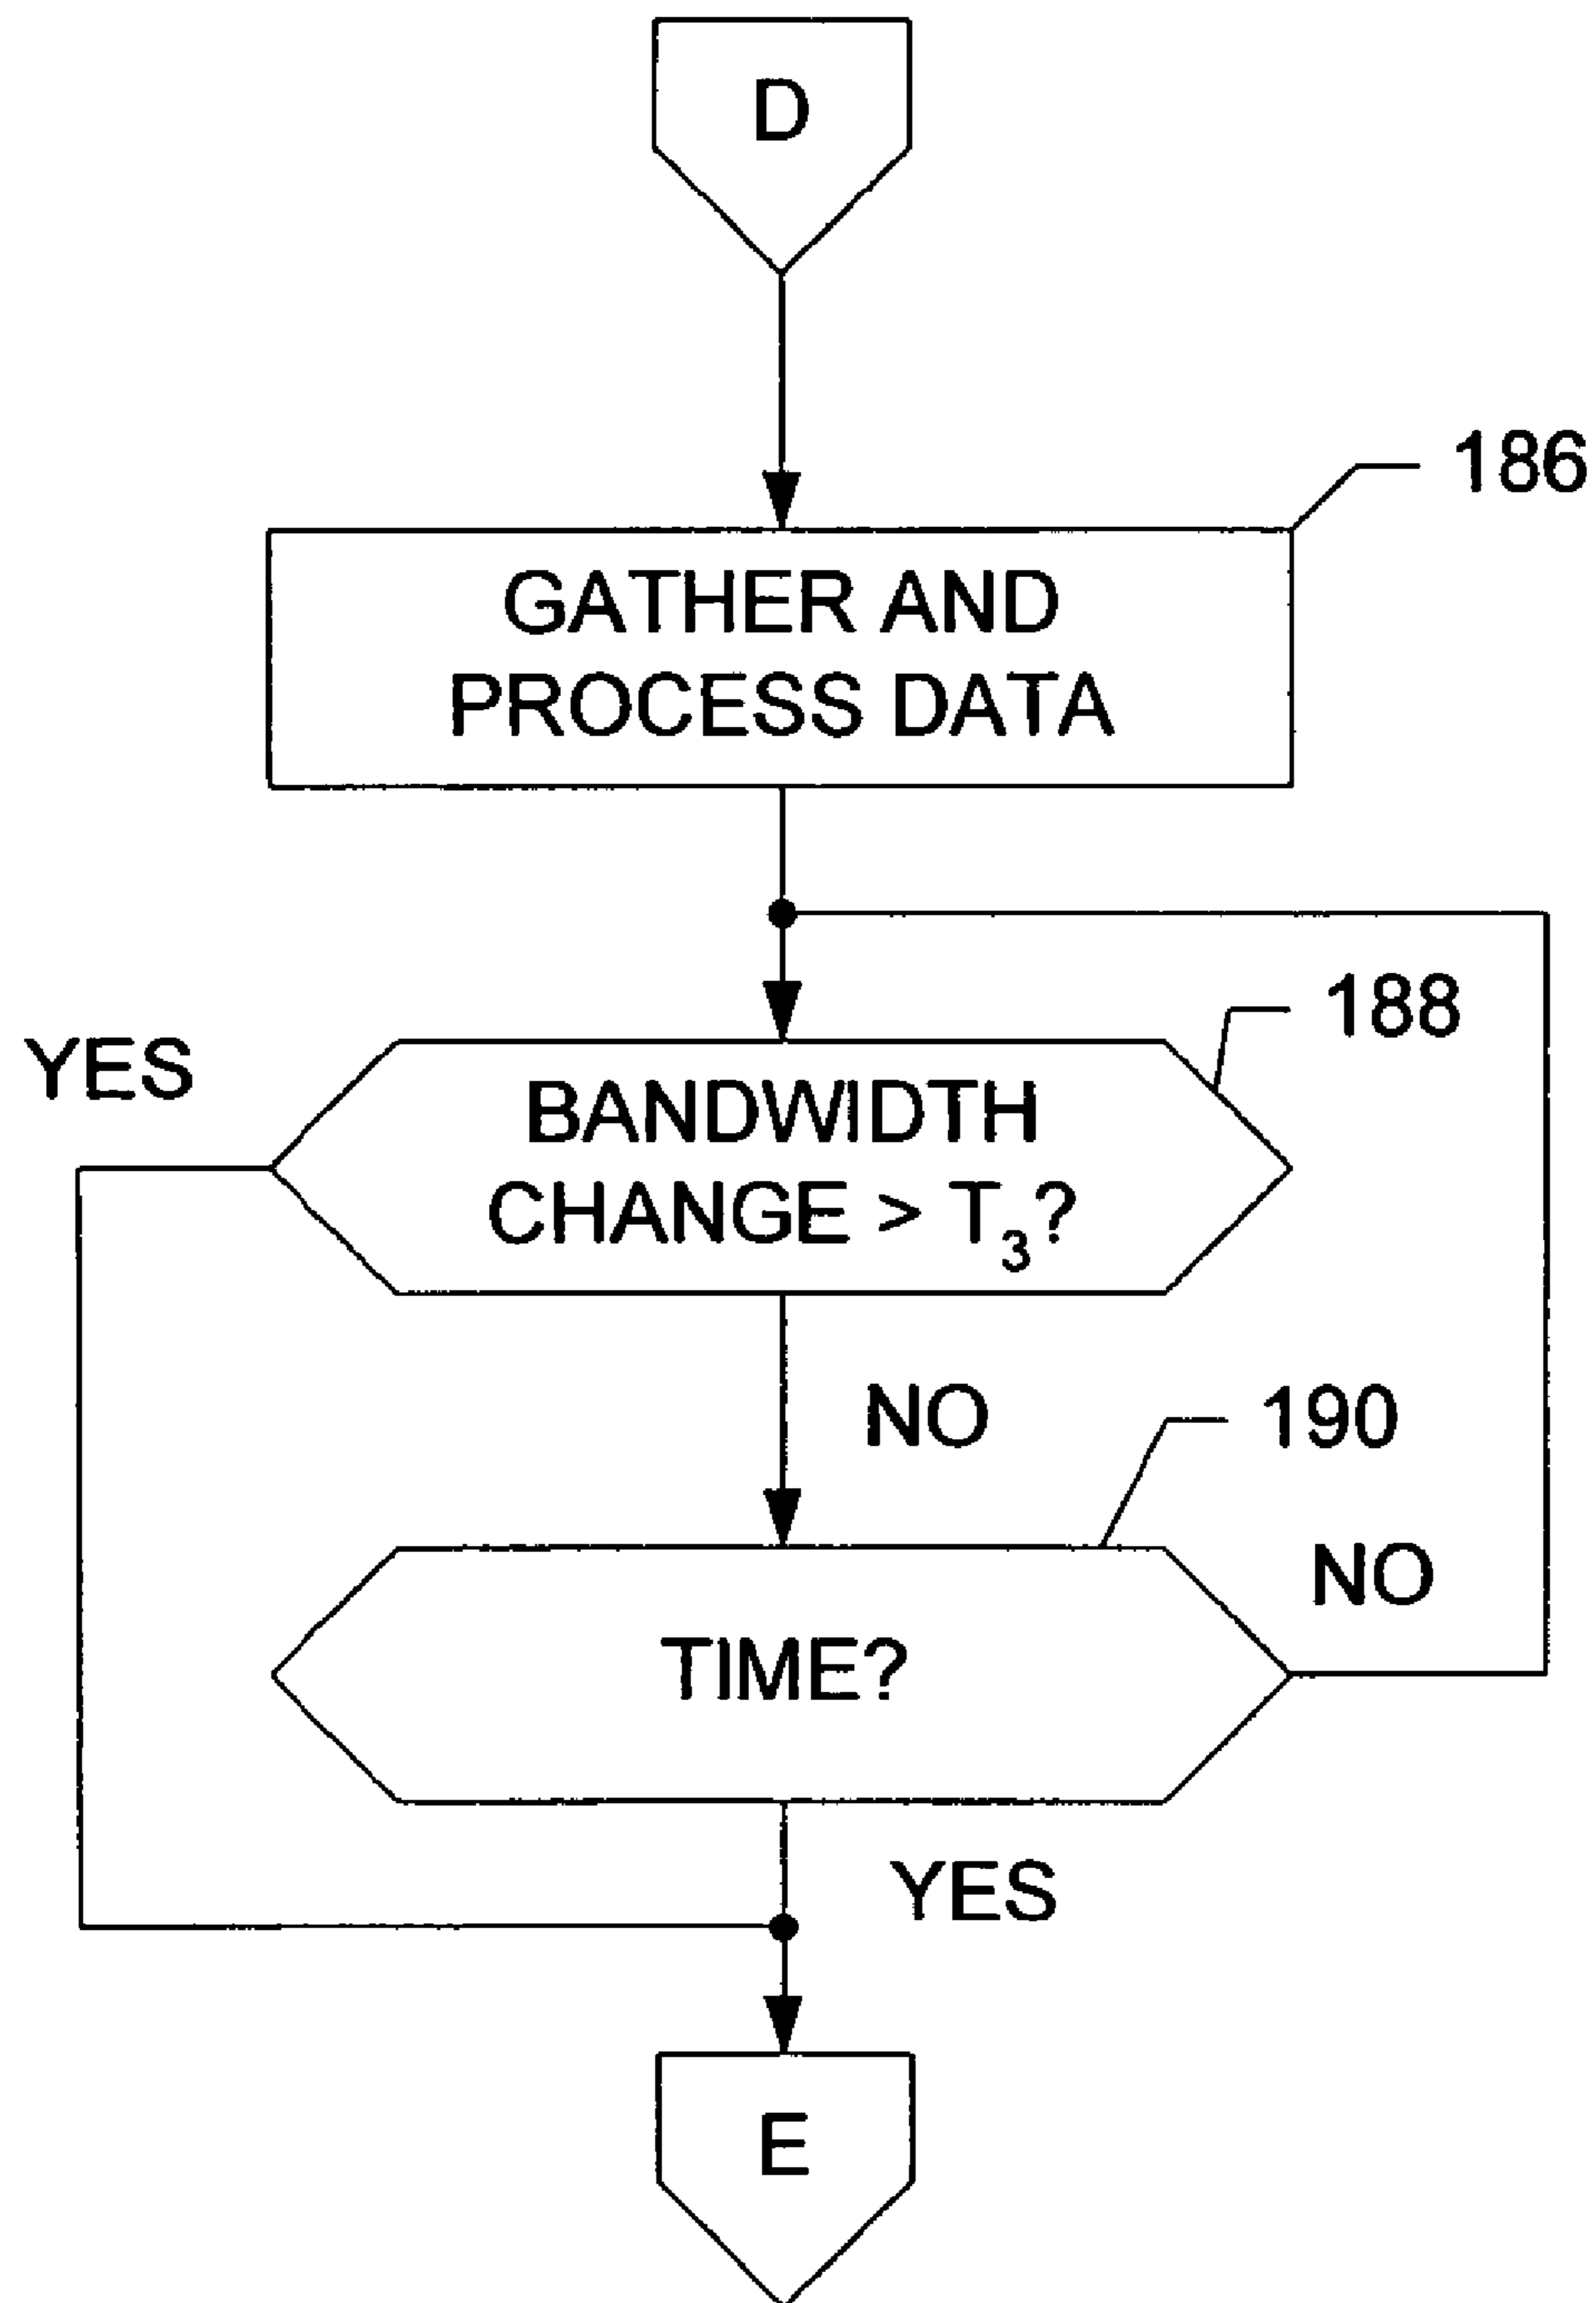 D
186
GATHER AND
PROCESS DATA
188
YES
BANDWIDTH
CHANGE > T₃?
NO
190
NO
TIME?
YES
E